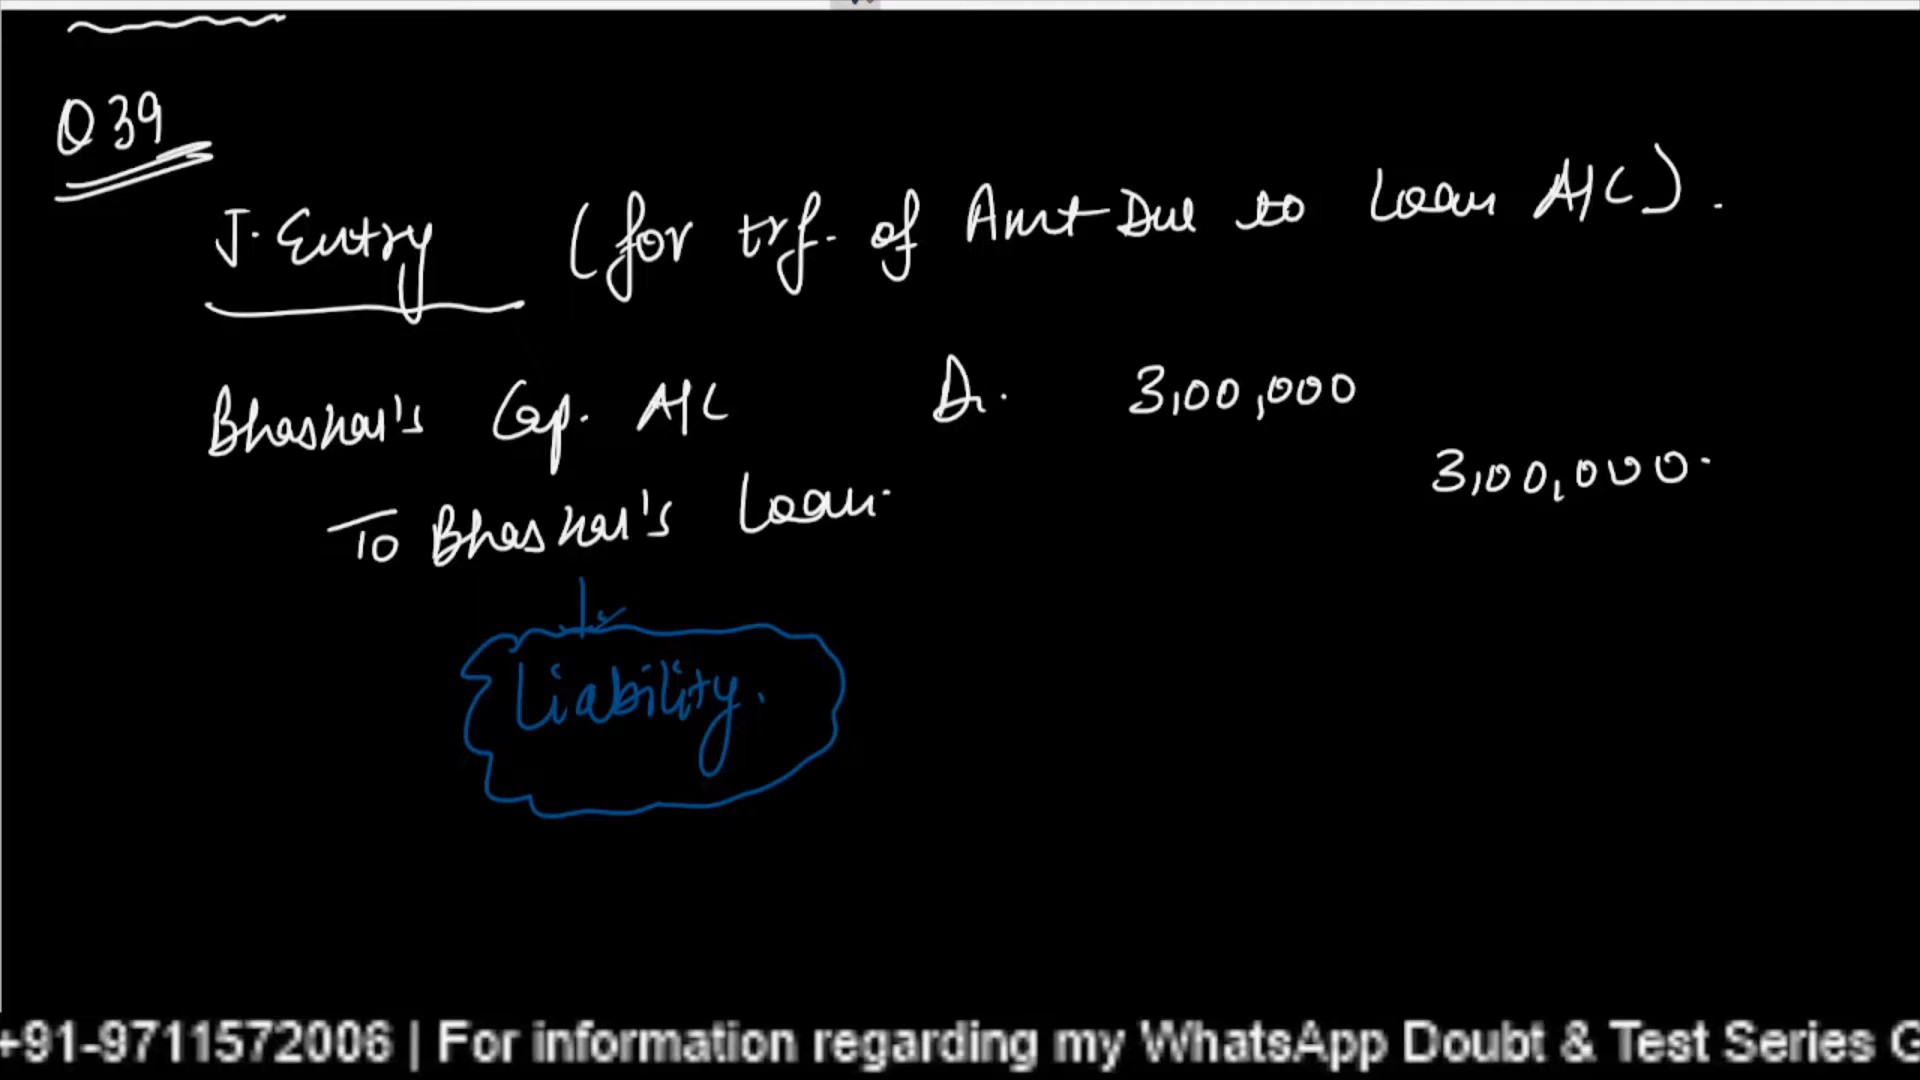 Q 39
J. Entry (for trf. of Amt Due to Loan A/C).
Bhaskar's Cap. A/C Dr. 3,00,000
To Bhaskar's Loan. 3,00,000.
Liability.
+91-9711572006 | For information regarding my WhatsApp Doubt & Test Series G